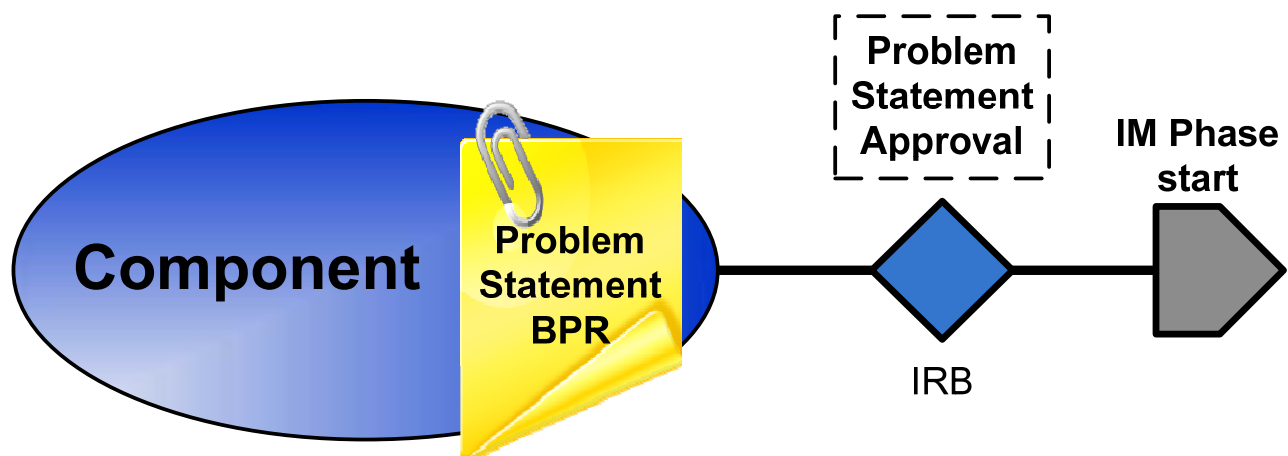 Component
Problem
Statement
BPR
Problem
Statement
Approval
IRB
IM Phase
start